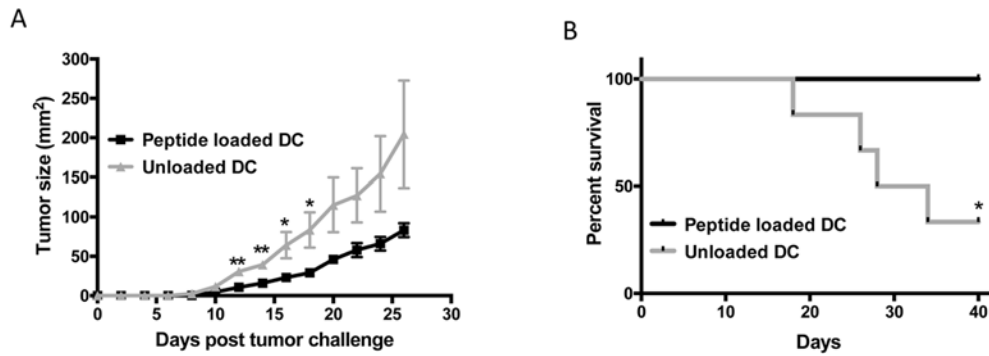 A
300
250
200
150
100
50
0
Tumor size (mm²)
Peptide loaded DC
Unloaded DC
**
**
*
*
0 5 10 15 20 25 30
Days post tumor challenge
B
100
50
0
Percent survival
*
Peptide loaded DC
Unloaded DC
0 10 20 30 40
Days